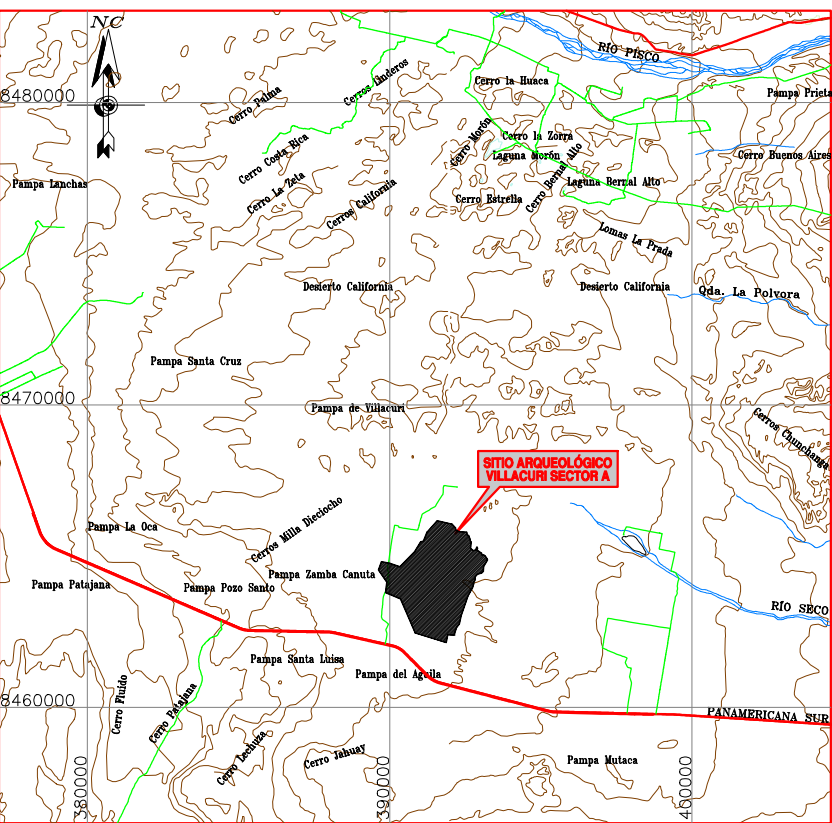 NC
RÍO PISCO
Cerro la Huaca
Cerros Linderos
Cerro Palma
Pampa Prieta
8480000
Cerro Morón
Cerro la Zorra
Laguna Morón
Cerro Bernal Alto
Cerro Buenos Aires
Cerro Costa Rica
Pampa Lanchas
Cerro La Zeta
Cerros California
Cerro Estrella
Laguna Bernal Alto
Lomas La Prada
Desierto California
Desierto California
Qda. La Polvora
Pampa Santa Cruz
8470000
Pampa de Villacuri
Cerros Chunchanga
SITIO ARQUEOLÓGICO
VILLACURI SECTOR A
Pampa La Oca
Cerros Milla Dieciocho
Pampa Zamba Canuta
Pampa Patajana
Pampa Pozo Santo
RÍO SECO
Pampa Santa Luisa
Pampa del Aguila
8460000
Cerro Fluido
Cerro Patajana
PANAMERICANA SUR
Cerro Lechuza
Cerro Jahuay
Pampa Mutaca
380000
390000
400000